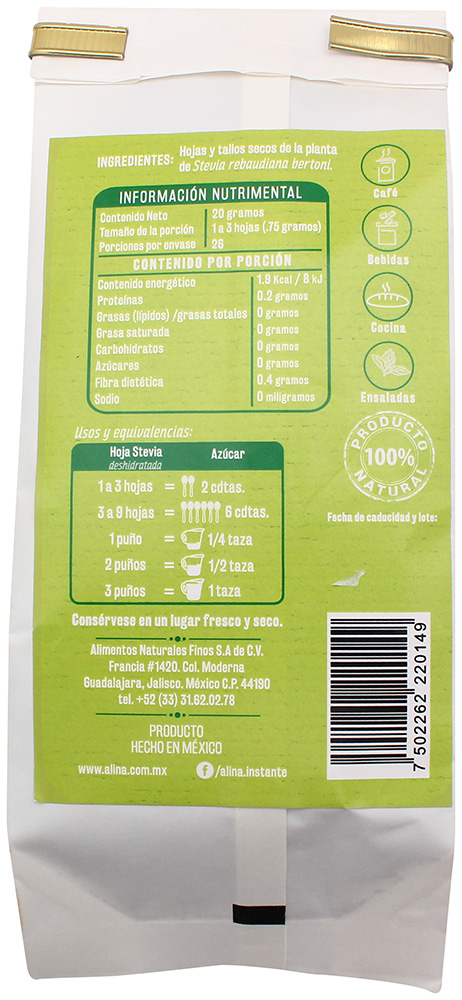 INGREDIENTES: Hojas y tallos secos de la planta
de Stevia rebaudiana bertoni.
INFORMACIÓN NUTRIMENTAL
Contenido Neto 20 gramos
Tamaño de la porción 1 a 3 hojas (.75 gramos)
Porciones por envase 26
CONTENIDO POR PORCIÓN
Contenido energético 1.9 Kcal / 8 kJ
Proteínas 0.2 gramos
Grasas (lípidos) /grasas totales 0 gramos
Grasa saturada 0 gramos
Carbohidratos 0 gramos
Azúcares 0 gramos
Fibra dietética 0.4 gramos
Sodio 0 miligramos
Café
Bebidas
Cocina
Ensaladas
PRODUCTO
100%
NATURAL
Fecha de caducidad y lote:
Usos y equivalencias:
Hoja Stevia Azúcar
deshidratada
1 a 3 hojas = 2 cdtas.
3 a 9 hojas = 6 cdtas.
1 puño = 1/4 taza
2 puños = 1/2 taza
3 puños = 1 taza
Consérvese en un lugar fresco y seco.
Alimentos Naturales Finos S.A de C.V.
Francia #1420. Col. Moderna
Guadalajara, Jalisco. México C.P. 44190
tel. +52 (33) 31.62.02.78
PRODUCTO
HECHO EN MÉXICO
www.alina.com.mx f /alina.instante
7 502262 220149